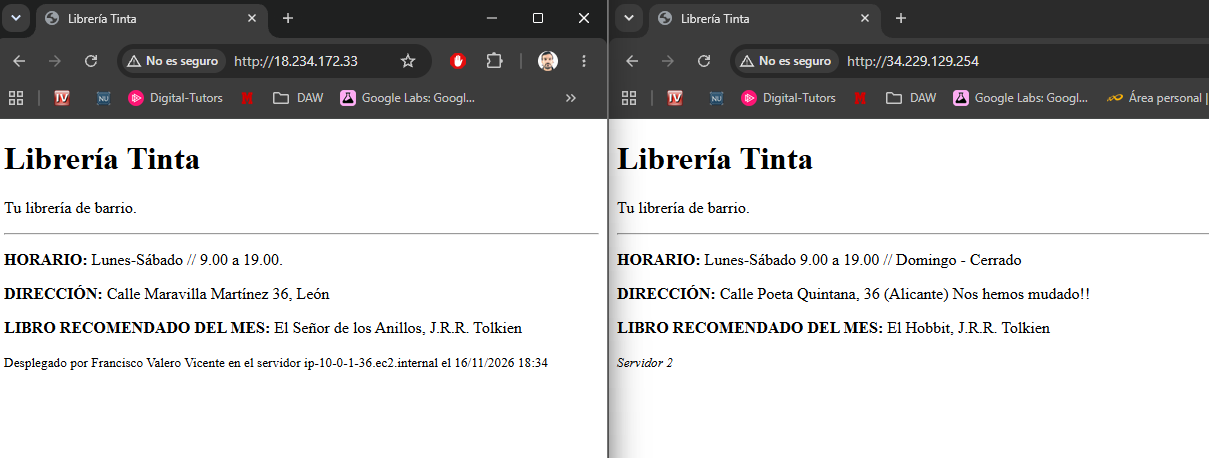 Librería Tinta
No es seguro http://18.234.172.33
Digital-Tutors DAW Google Labs: Googl...
Librería Tinta
Tu librería de barrio.
HORARIO: Lunes-Sábado // 9.00 a 19.00.
DIRECCIÓN: Calle Maravilla Martínez 36, León
LIBRO RECOMENDADO DEL MES: El Señor de los Anillos, J.R.R. Tolkien
Desplegado por Francisco Valero Vicente en el servidor ip-10-0-1-36.ec2.internal el 16/11/2026 18:34
Librería Tinta
No es seguro http://34.229.129.254
Digital-Tutors DAW Google Labs: Googl... Área personal |
Librería Tinta
Tu librería de barrio.
HORARIO: Lunes-Sábado 9.00 a 19.00 // Domingo - Cerrado
DIRECCIÓN: Calle Poeta Quintana, 36 (Alicante) Nos hemos mudado!!
LIBRO RECOMENDADO DEL MES: El Hobbit, J.R.R. Tolkien
Servidor 2